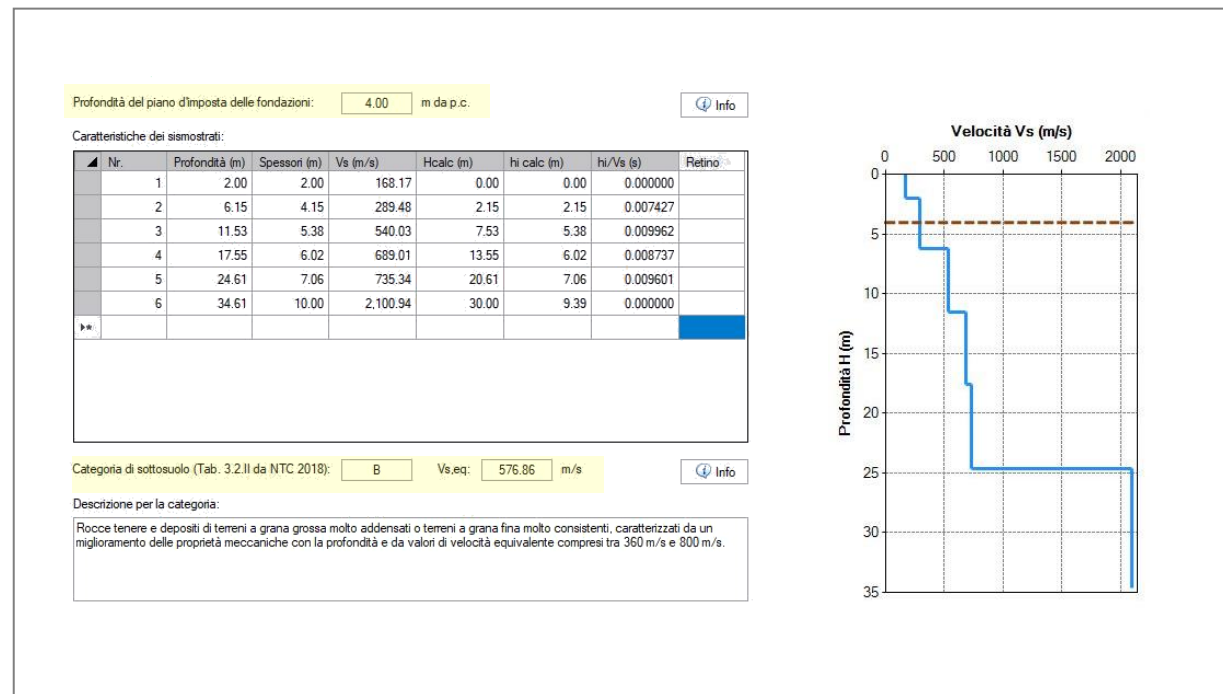 Profondità del piano d'imposta delle fondazioni: 4.00 m da p.c. Info
Caratteristiche dei sismostrati:
Nr. Profondità (m) Spessori (m) Vs (m/s) Hcalc (m) hi calc (m) hi/Vs (s) Retino
1 2.00 2.00 168.17 0.00 0.00 0.000000
2 6.15 4.15 289.48 2.15 2.15 0.007427
3 11.53 5.38 540.03 7.53 5.38 0.009962
4 17.55 6.02 689.01 13.55 6.02 0.008737
5 24.61 7.06 735.34 20.61 7.06 0.009601
6 34.61 10.00 2,100.94 30.00 9.39 0.000000
Categoria di sottosuolo (Tab. 3.2.II da NTC 2018): B Vs,eq: 576.86 m/s Info
Descrizione per la categoria:
Rocce tenere e depositi di terreni a grana grossa molto addensati o terreni a grana fina molto consistenti, caratterizzati da un
miglioramento delle proprietà meccaniche con la profondità e da valori di velocità equivalente compresi tra 360 m/s e 800 m/s.
Velocità Vs (m/s)
0 500 1000 1500 2000
0
5
10
15
20
25
30
35
Profondità H (m)